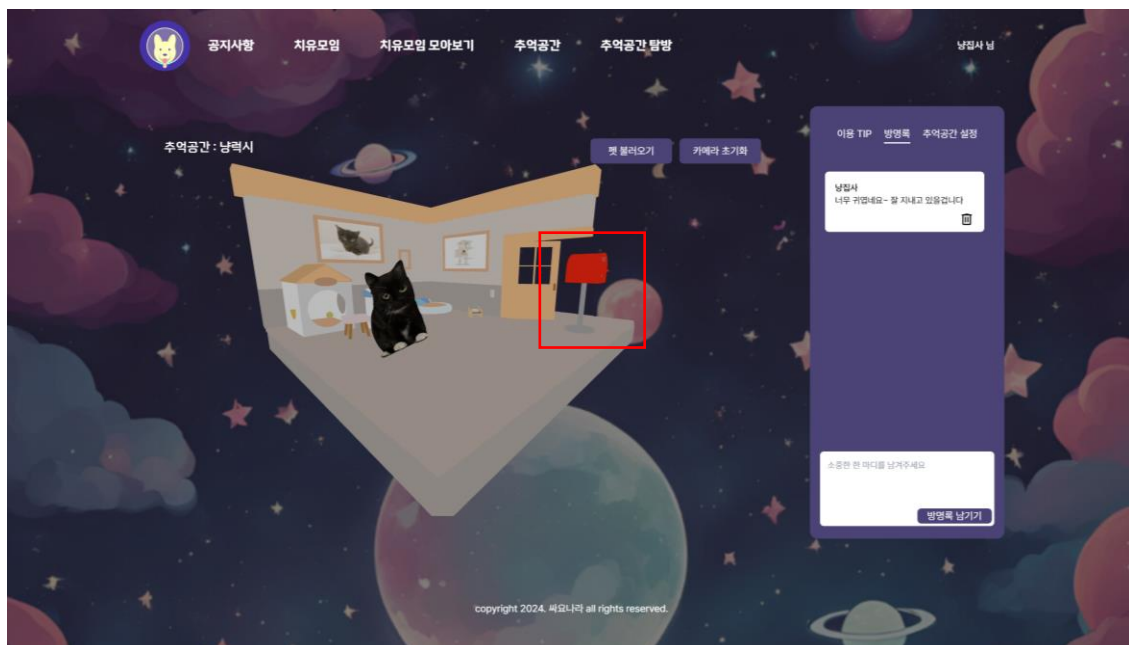 공지사항
치유모임
치유모임 모아보기
추억공간
추억공간 탐방
냥집사 님
추억공간 : 냥럭시
펫 불러오기
카메라 초기화
이용 TIP
방명록
추억공간 설정
냥집사
너무 귀엽네요~ 잘 지내고 있을겁니다
소중한 한 마디를 남겨주세요
방명록 남기기
copyright 2024. 싸요나라 all rights reserved.